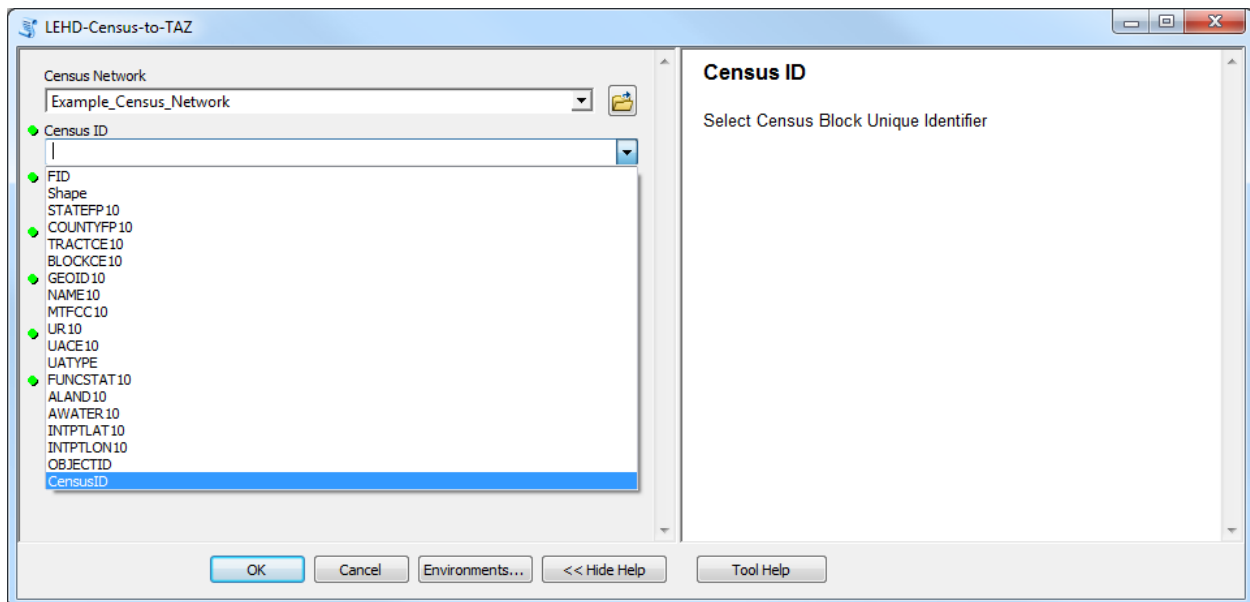 LEHD-Census-to-TAZ
Census Network
Example_Census_Network
Census ID
FID
Shape
STATEFP10
COUNTYFP10
TRACTCE10
BLOCKCE10
GEOID10
NAME10
MTFCC10
UR10
UACE10
UATYPE
FUNCSTAT10
ALAND10
AWATER10
INTPTLAT10
INTPTLON10
OBJECTID
CensusID
Census ID
Select Census Block Unique Identifier
OK Cancel Environments... << Hide Help Tool Help